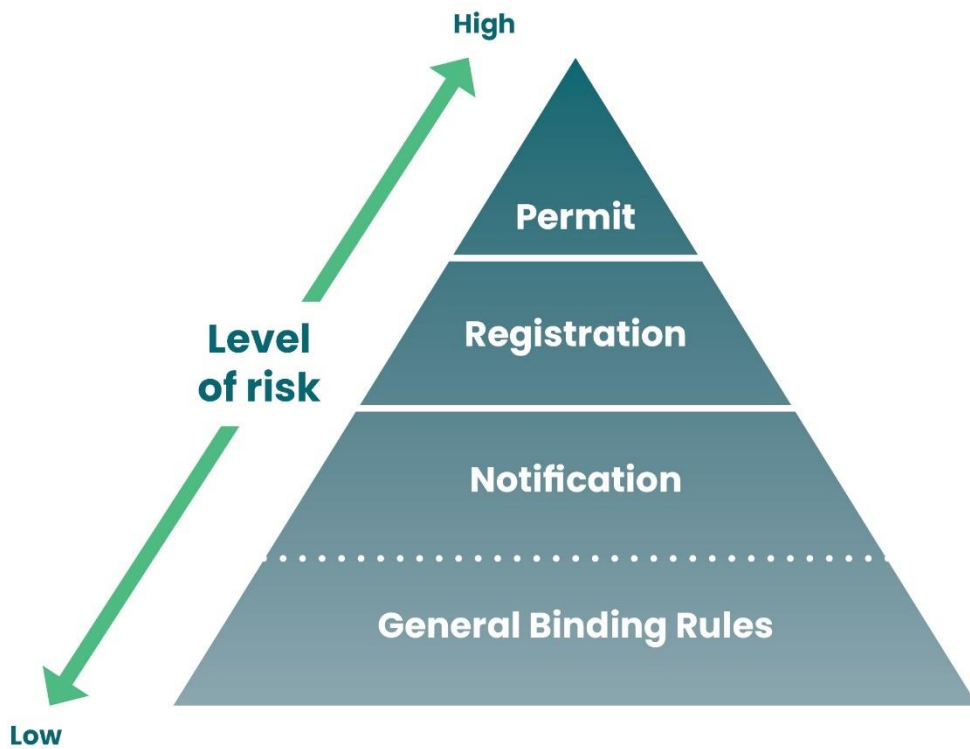 High
Permit
Registration
Level
of risk
Notification
General Binding Rules
Low